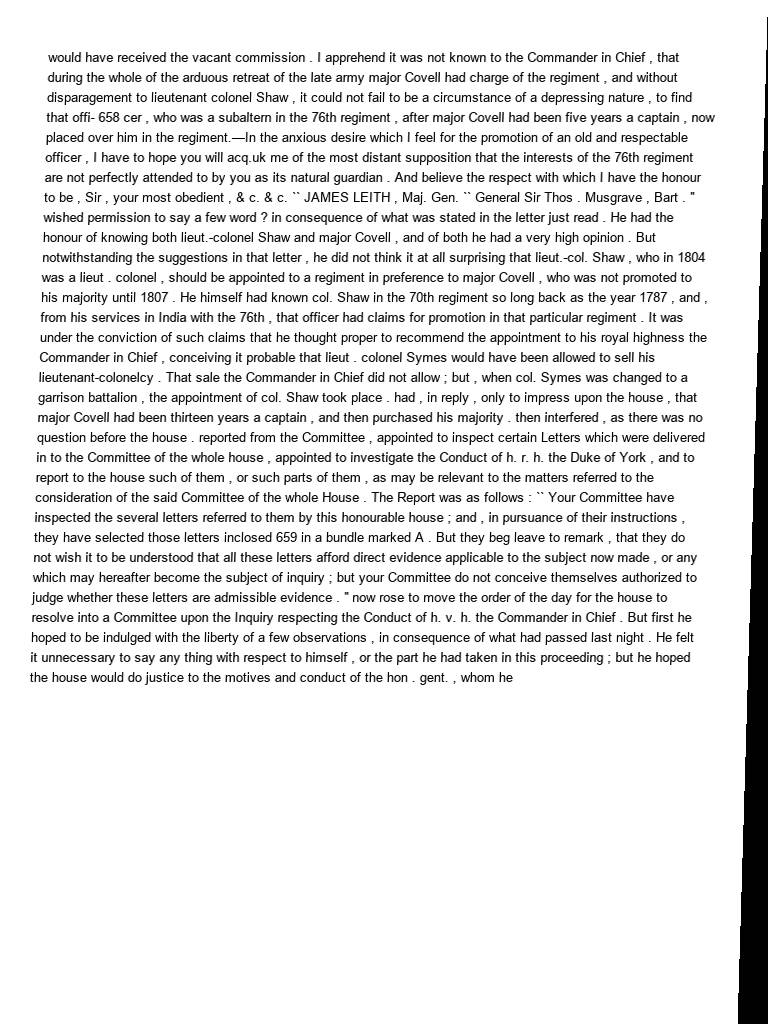 would have received the vacant commission . I apprehend it was not known to the Commander in Chief , that
during the whole of the arduous retreat of the late army major Covell had charge of the regiment , and without
disparagement to lieutenant colonel Shaw , it could not fail to be a circumstance of a depressing nature , to find
that offi- 658 cer , who was a subaltern in the 76th regiment , after major Covell had been five years a captain , now
placed over him in the regiment.—In the anxious desire which I feel for the promotion of an old and respectable
officer , I have to hope you will acq.uk me of the most distant supposition that the interests of the 76th regiment
are not perfectly attended to by you as its natural guardian . And believe the respect with which I have the honour
to be , Sir , your most obedient , & c. & c. `` JAMES LEITH , Maj. Gen. `` General Sir Thos . Musgrave , Bart . "
wished permission to say a few word ? in consequence of what was stated in the letter just read . He had the
honour of knowing both lieut.-colonel Shaw and major Covell , and of both he had a very high opinion . But
notwithstanding the suggestions in that letter , he did not think it at all surprising that lieut.-col. Shaw , who in 1804
was a lieut . colonel , should be appointed to a regiment in preference to major Covell , who was not promoted to
his majority until 1807 . He himself had known col. Shaw in the 70th regiment so long back as the year 1787 , and ,
from his services in India with the 76th , that officer had claims for promotion in that particular regiment . It was
under the conviction of such claims that he thought proper to recommend the appointment to his royal highness the
Commander in Chief , conceiving it probable that lieut . colonel Symes would have been allowed to sell his
lieutenant-colonelcy . That sale the Commander in Chief did not allow ; but , when col. Symes was changed to a
garrison battalion , the appointment of col. Shaw took place . had , in reply , only to impress upon the house , that
major Covell had been thirteen years a captain , and then purchased his majority . then interfered , as there was no
question before the house . reported from the Committee , appointed to inspect certain Letters which were delivered
in to the Committee of the whole house , appointed to investigate the Conduct of h. r. h. the Duke of York , and to
report to the house such of them , or such parts of them , as may be relevant to the matters referred to the
consideration of the said Committee of the whole House . The Report was as follows : `` Your Committee have
inspected the several letters referred to them by this honourable house ; and , in pursuance of their instructions ,
they have selected those letters inclosed 659 in a bundle marked A . But they beg leave to remark , that they do
not wish it to be understood that all these letters afford direct evidence applicable to the subject now made , or any
which may hereafter become the subject of inquiry ; but your Committee do not conceive themselves authorized to
judge whether these letters are admissible evidence . " now rose to move the order of the day for the house to
resolve into a Committee upon the Inquiry respecting the Conduct of h. v. h. the Commander in Chief . But first he
hoped to be indulged with the liberty of a few observations , in consequence of what had passed last night . He felt
it unnecessary to say any thing with respect to himself , or the part he had taken in this proceeding ; but he hoped
the house would do justice to the motives and conduct of the hon . gent. , whom he